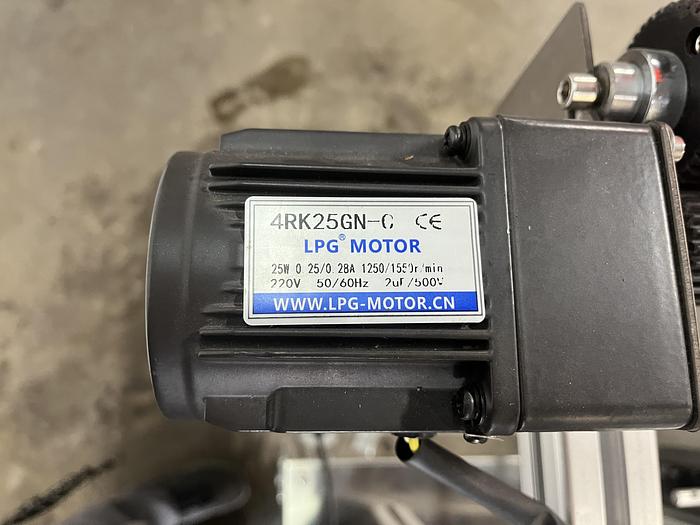 4RK25GN-C CE
LPG® MOTOR
25W 0.25/0.28A 1250/1550r/min
220V 50/60Hz 2uF/500V
WWW.LPG-MOTOR.CN